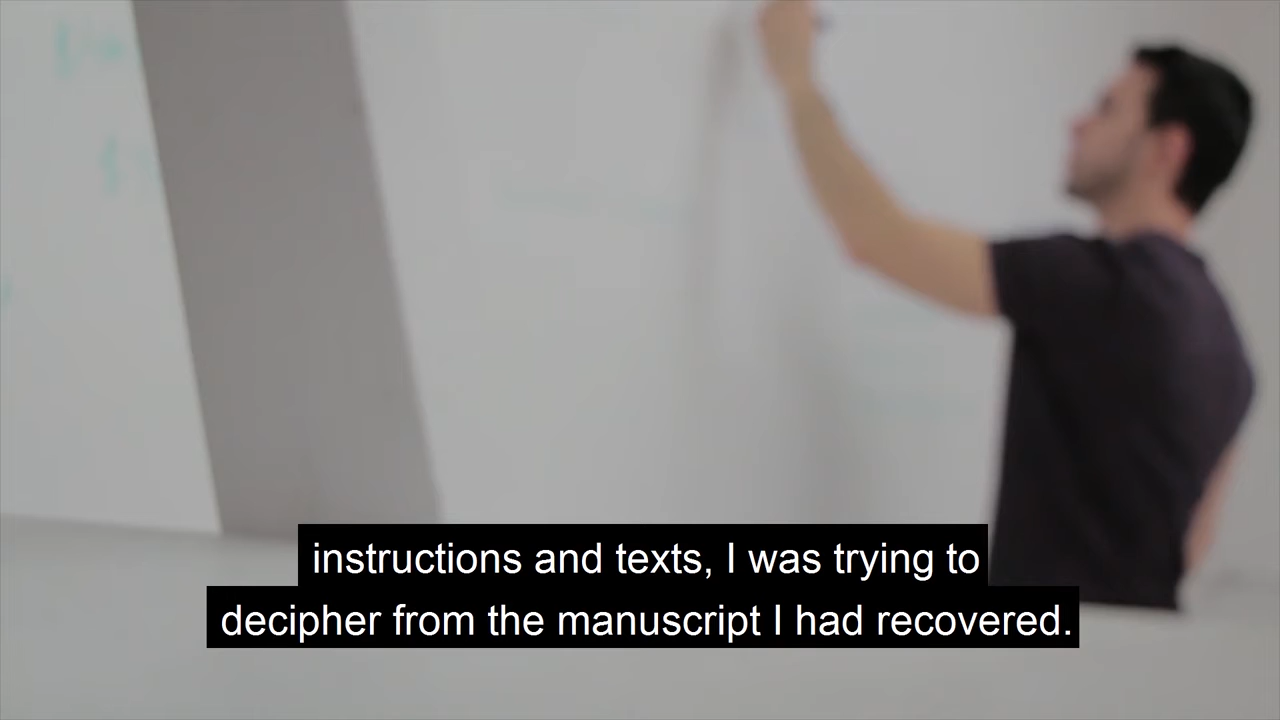 instructions and texts, I was trying to
decipher from the manuscript I had recovered.